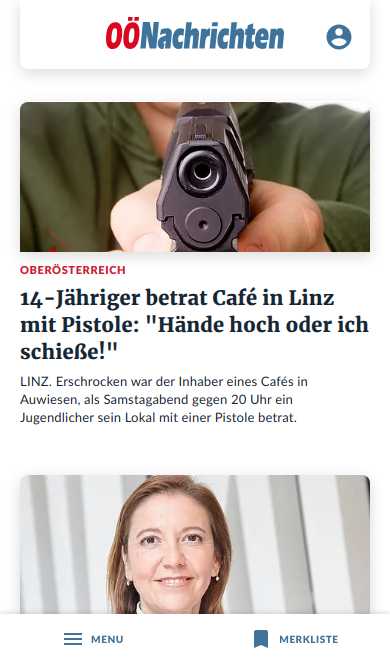 OÖNachrichten
OBERÖSTERREICH
14-Jähriger betrat Café in Linz
mit Pistole: "Hände hoch oder ich
schieße!"
LINZ. Erschrocken war der Inhaber eines Cafés in
Auwiesen, als Samstagabend gegen 20 Uhr ein
Jugendlicher sein Lokal mit einer Pistole betrat.
MENU
MERKLISTE